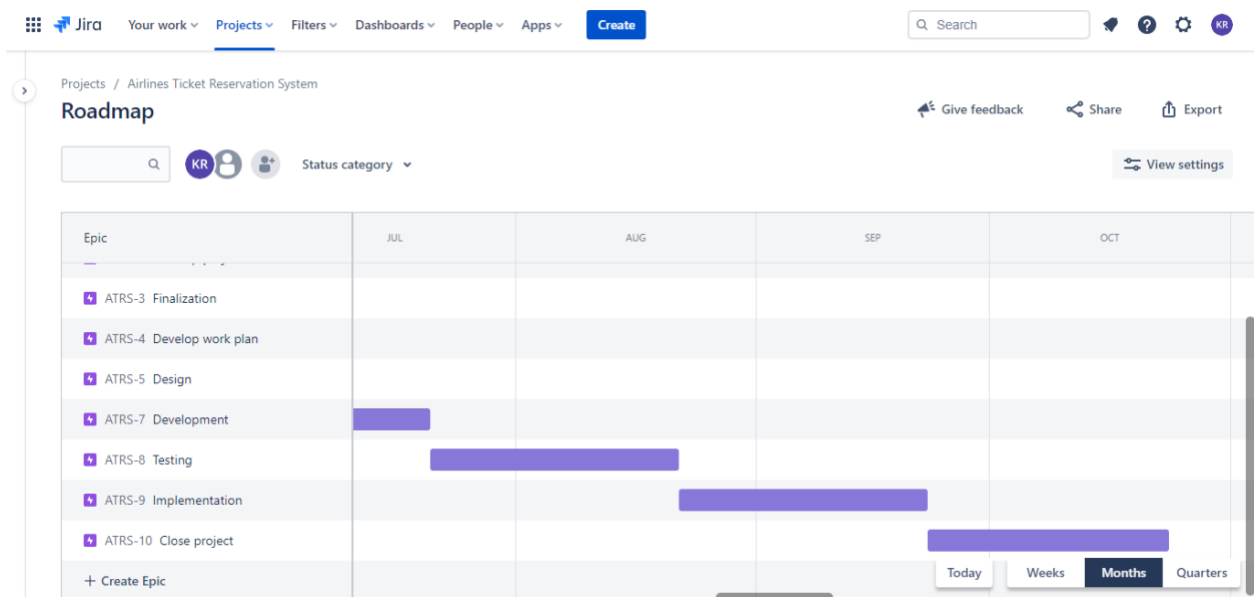 Jira Your work Projects Filters Dashboards People Apps Create Search KR
Projects / Airlines Ticket Reservation System
Roadmap
Give feedback Share Export
KR Status category View settings
Epic JUL AUG SEP OCT
ATRS-3 Finalization
ATRS-4 Develop work plan
ATRS-5 Design
ATRS-7 Development
ATRS-8 Testing
ATRS-9 Implementation
ATRS-10 Close project
+ Create Epic
Today Weeks Months Quarters